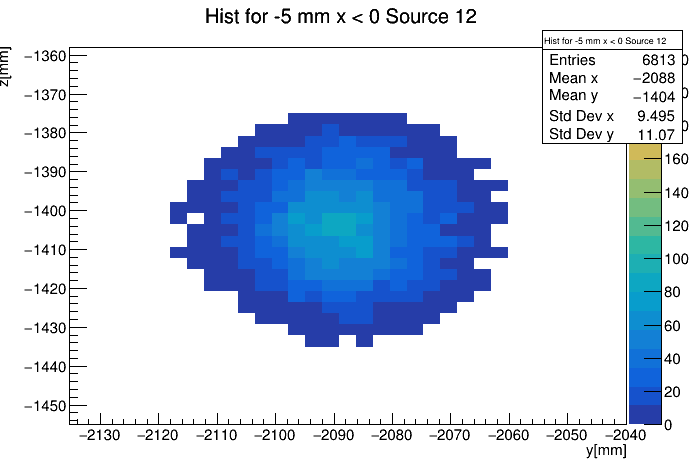 Hist for -5 mm x < 0 Source 12
z[mm]
Hist for -5 mm x < 0 Source 12
Entries 6813
Mean x −2088
Mean y −1404
Std Dev x 9.495
Std Dev y 11.07
−1360
−1370
−1380
−1390
−1400
−1410
−1420
−1430
−1440
−1450
0
0
160
140
120
100
80
60
40
20
0
−2130 −2120 −2110 −2100 −2090 −2080 −2070 −2060 −2050 −2040
y[mm]